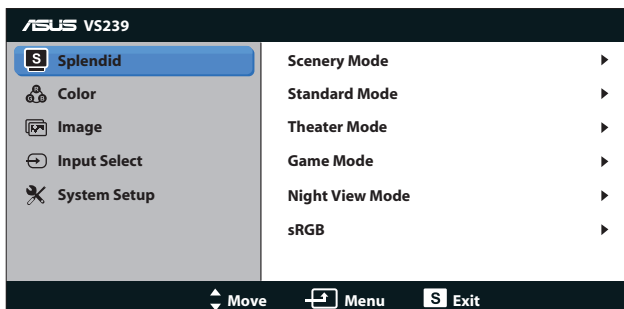 ASUS VS239
S Splendid
Color
Image
Input Select
System Setup
Scenery Mode
Standard Mode
Theater Mode
Game Mode
Night View Mode
sRGB
Move Menu S Exit